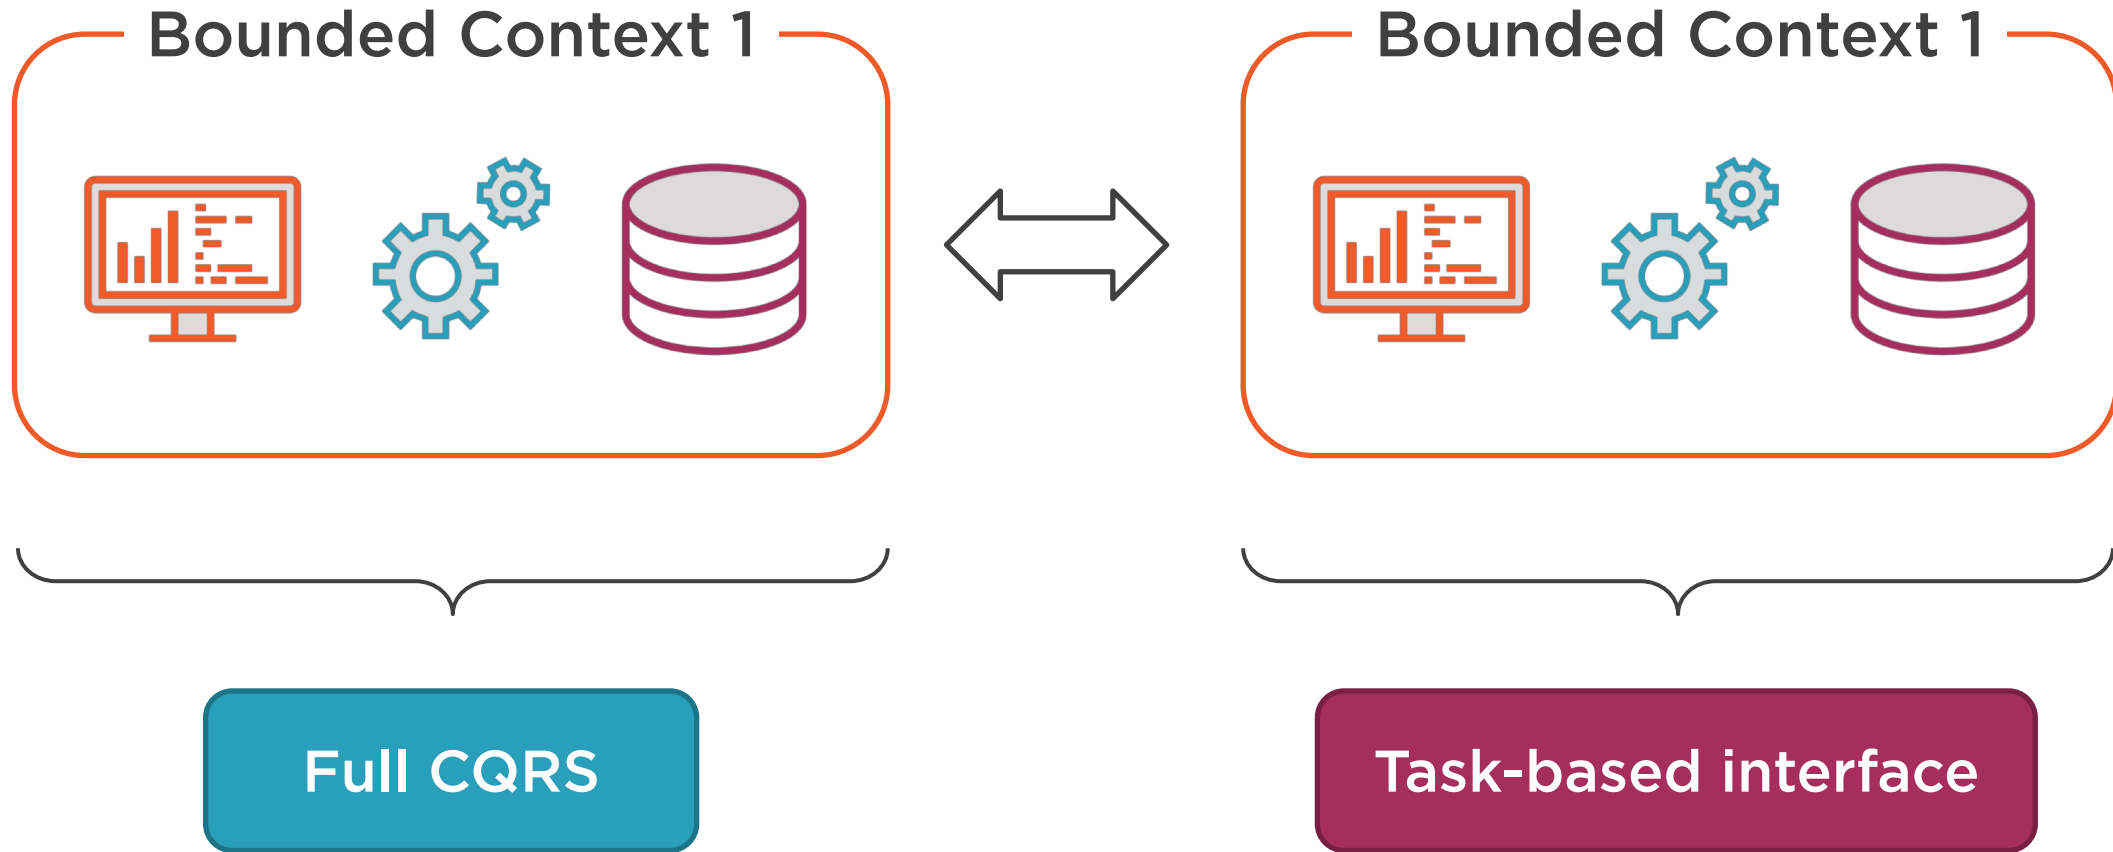 Bounded Context 1
Bounded Context 1
Full CQRS
Task-based interface